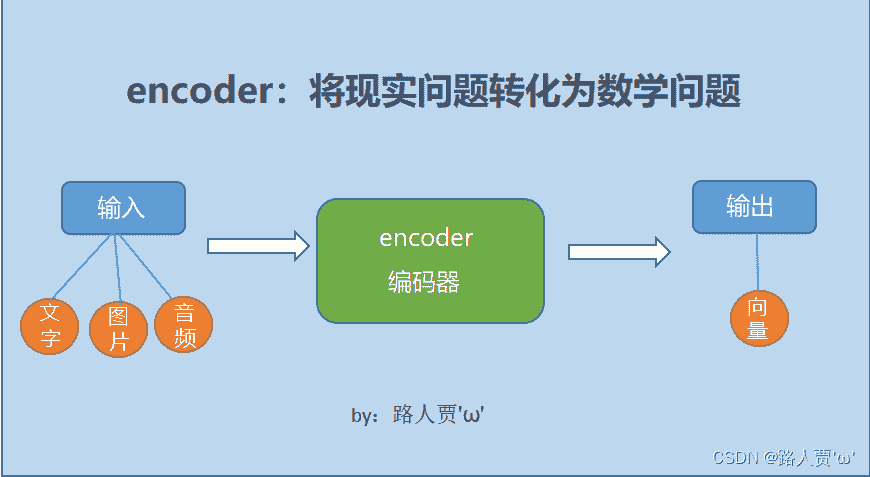 encoder：将现实问题转化为数学问题
输入
encoder
编码器
输出
文
字
图
片
音
频
向
量
by：路人贾'ω'
CSDN @路人贾'ω'